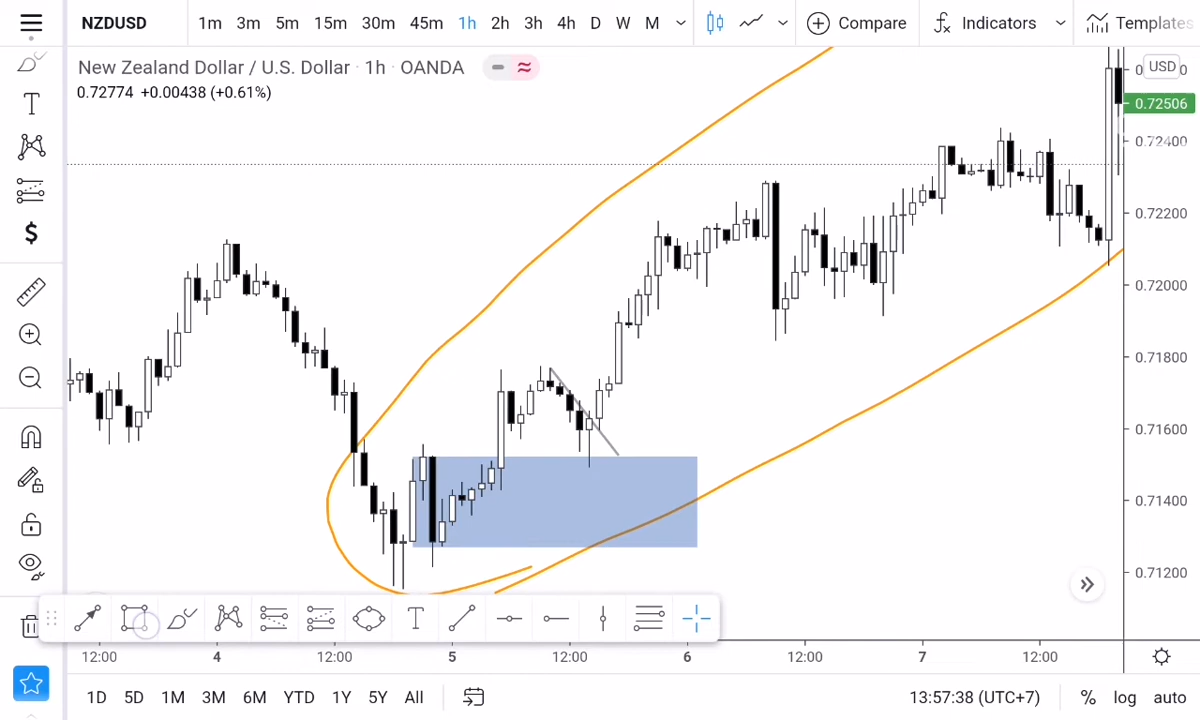 NZDUSD 1m 3m 5m 15m 30m 45m 1h 2h 3h 4h D W M Compare Indicators Templates
New Zealand Dollar / U.S. Dollar · 1h · OANDA
USD
0.72774 +0.00438 (+0.61%)
0.72506
0.72400
0.72200
0.72000
0.71800
0.71600
0.71400
0.71200
12:00 4 12:00 5 12:00 6 12:00 7 12:00
1D 5D 1M 3M 6M YTD 1Y 5Y All 13:57:38 (UTC+7) % log auto